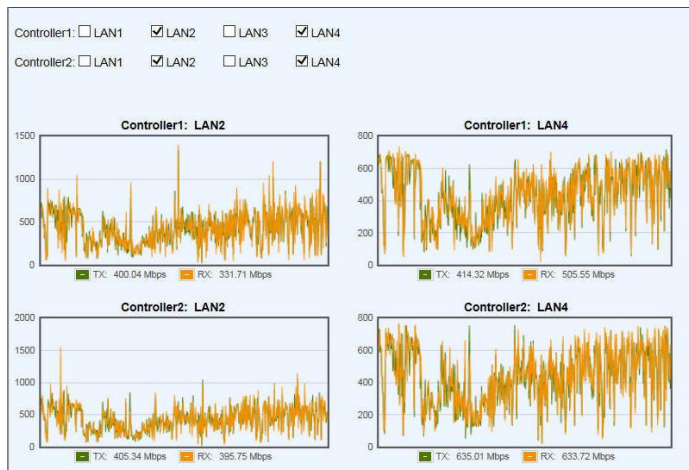 Controller1: LAN1 LAN2 LAN3 LAN4
Controller2: LAN1 LAN2 LAN3 LAN4
Controller1: LAN2
1500
1000
500
0
TX: 400.04 Mbps RX: 331.71 Mbps
Controller1: LAN4
800
600
400
200
0
TX: 414.32 Mbps RX: 505.55 Mbps
Controller2: LAN2
2000
1500
1000
500
0
TX: 405.34 Mbps RX: 395.75 Mbps
Controller2: LAN4
800
600
400
200
0
TX: 635.01 Mbps RX: 633.72 Mbps